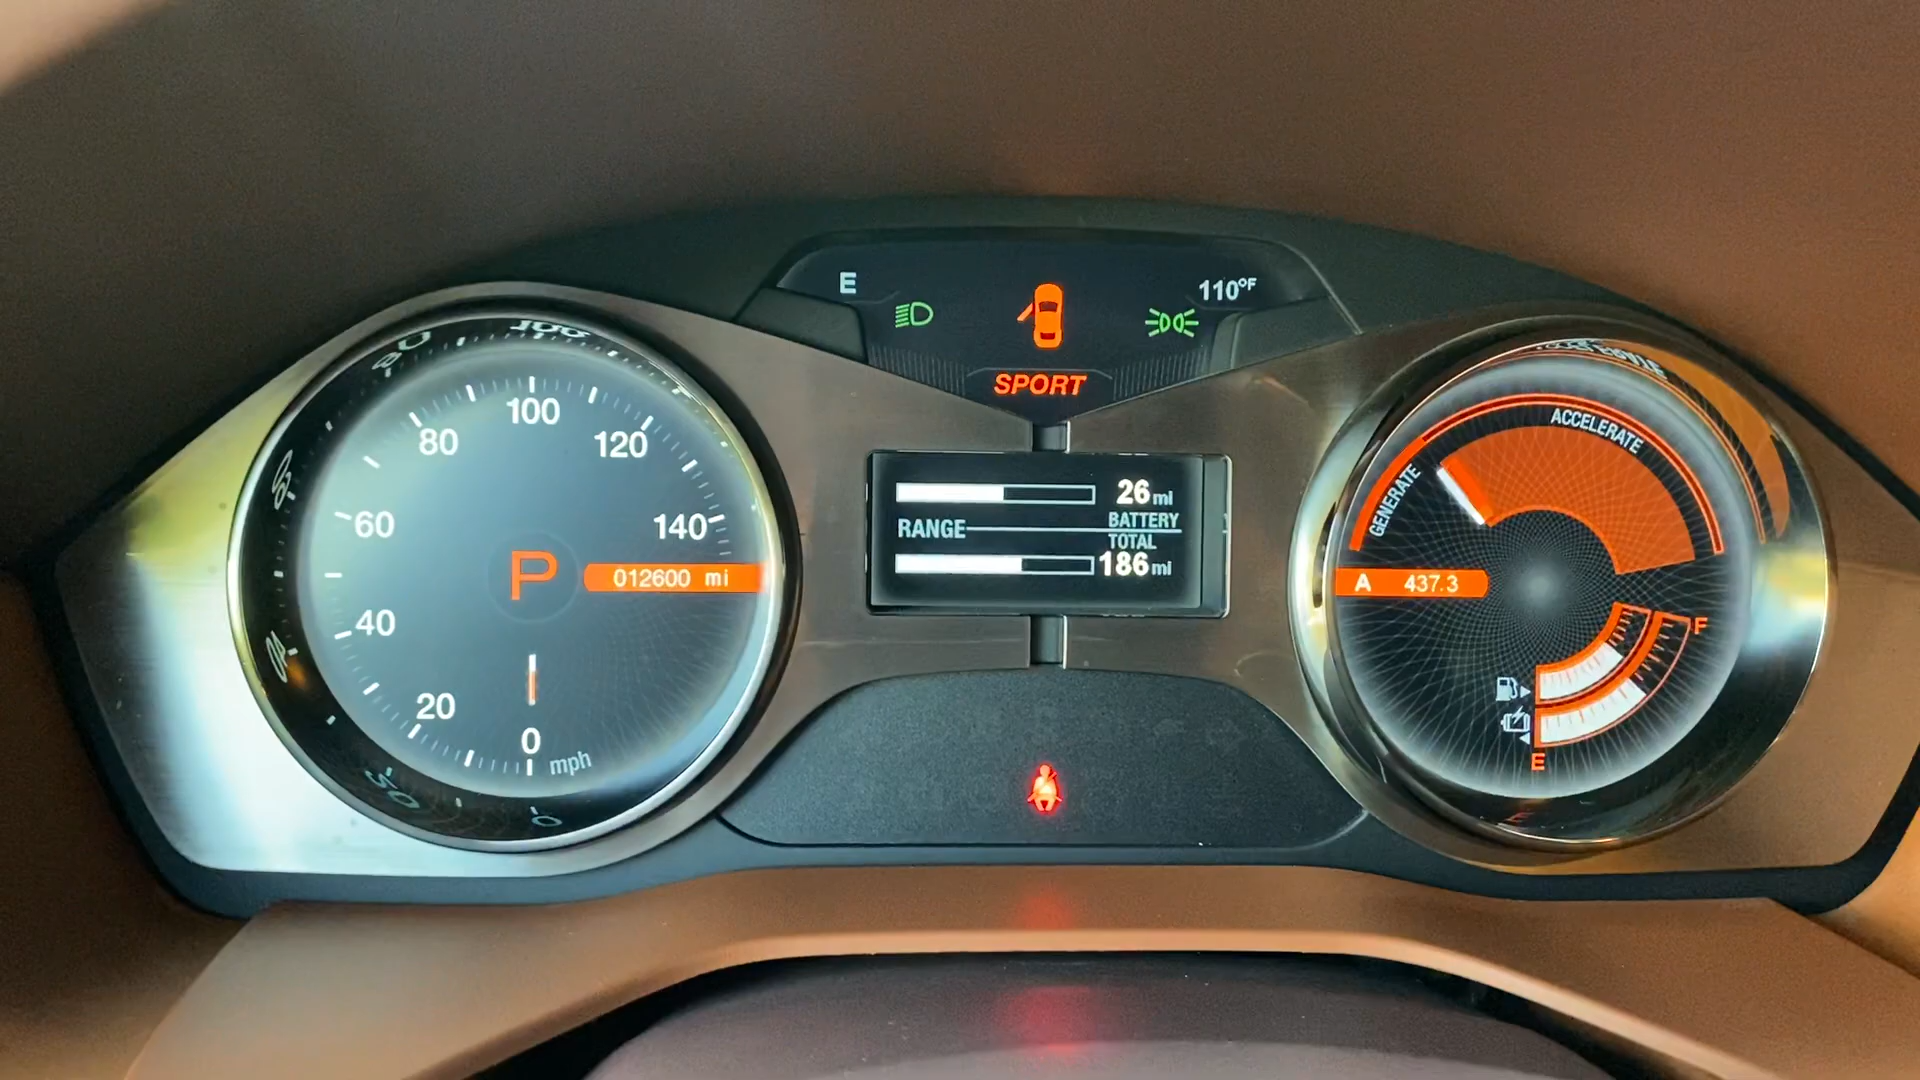 E
110°F
SPORT
0
20
40
60
80
100
120
140
mph
P
012600 mi
26 mi
RANGE
BATTERY
TOTAL
186 mi
GENERATE
ACCELERATE
A 437.3
F
E